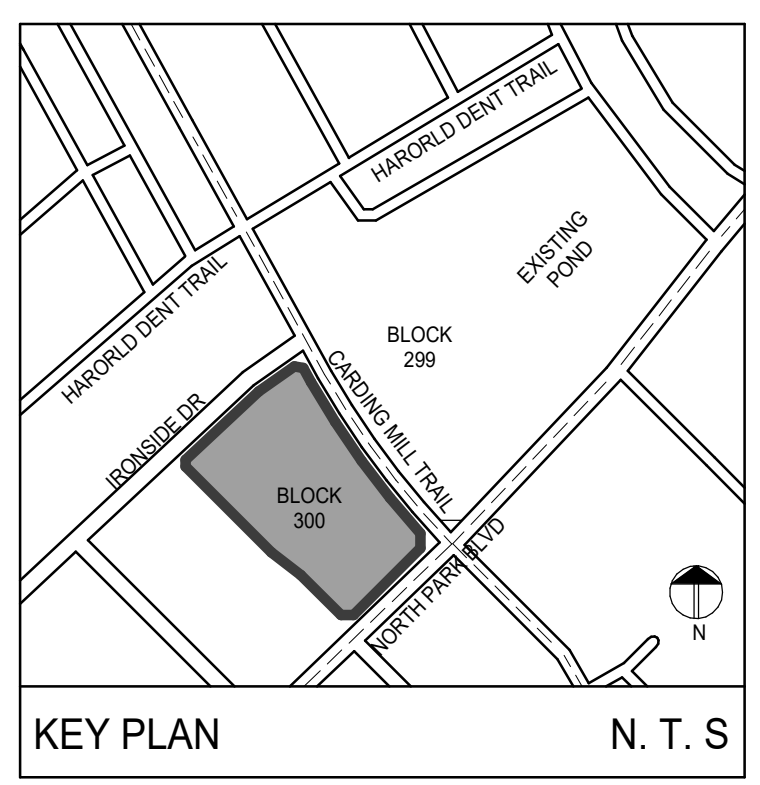 HARORLD DENT TRAIL
EXISTING
POND
HARORLD DENT TRAIL
BLOCK
299
CARDING MILL TRAIL
IRONSIDE DR
BLOCK
300
NORTH PARK BLVD
N
KEY PLAN
N. T. S